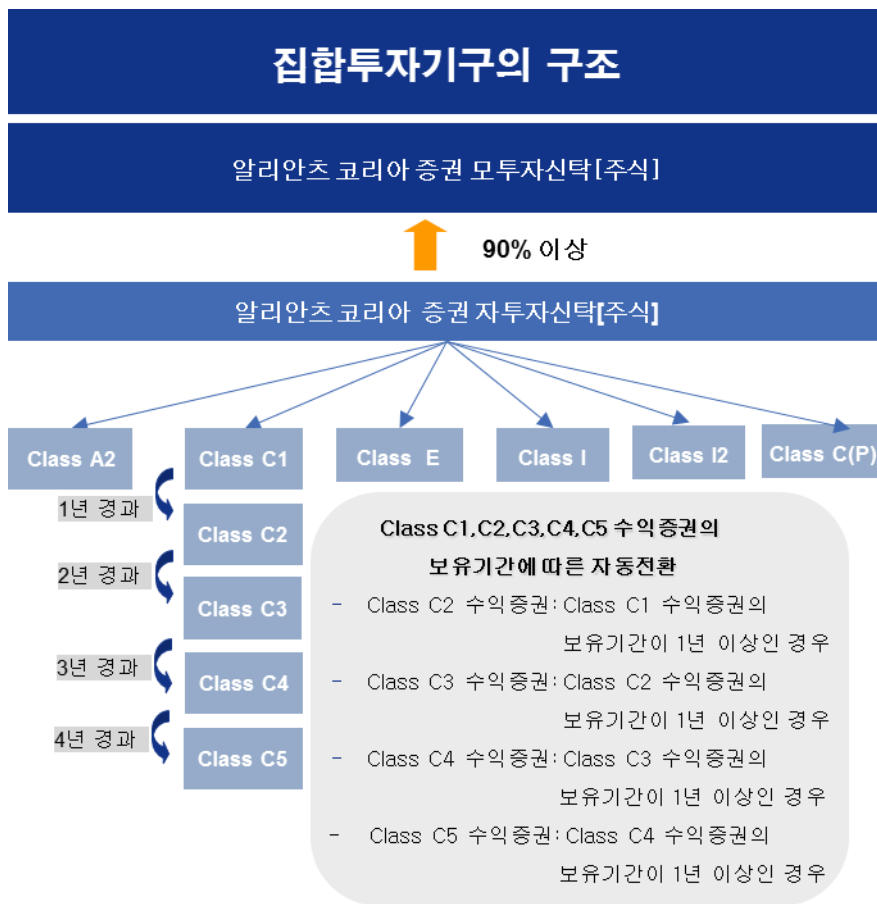 집합투자기구의 구조
알리안츠 코리아 증권 모투자신탁[주식]
90% 이상
알리안츠 코리아 증권 자투자신탁[주식]
Class A2
Class C1
Class E
Class I
Class I2
Class C(P)
1년 경과
Class C2
2년 경과
Class C3
3년 경과
Class C4
4년 경과
Class C5
Class C1,C2,C3,C4,C5 수익증권의
보유기간에 따른 자동전환
- Class C2 수익증권: Class C1 수익증권의
보유기간이 1년 이상인 경우
- Class C3 수익증권: Class C2 수익증권의
보유기간이 1년 이상인 경우
- Class C4 수익증권: Class C3 수익증권의
보유기간이 1년 이상인 경우
- Class C5 수익증권: Class C4 수익증권의
보유기간이 1년 이상인 경우